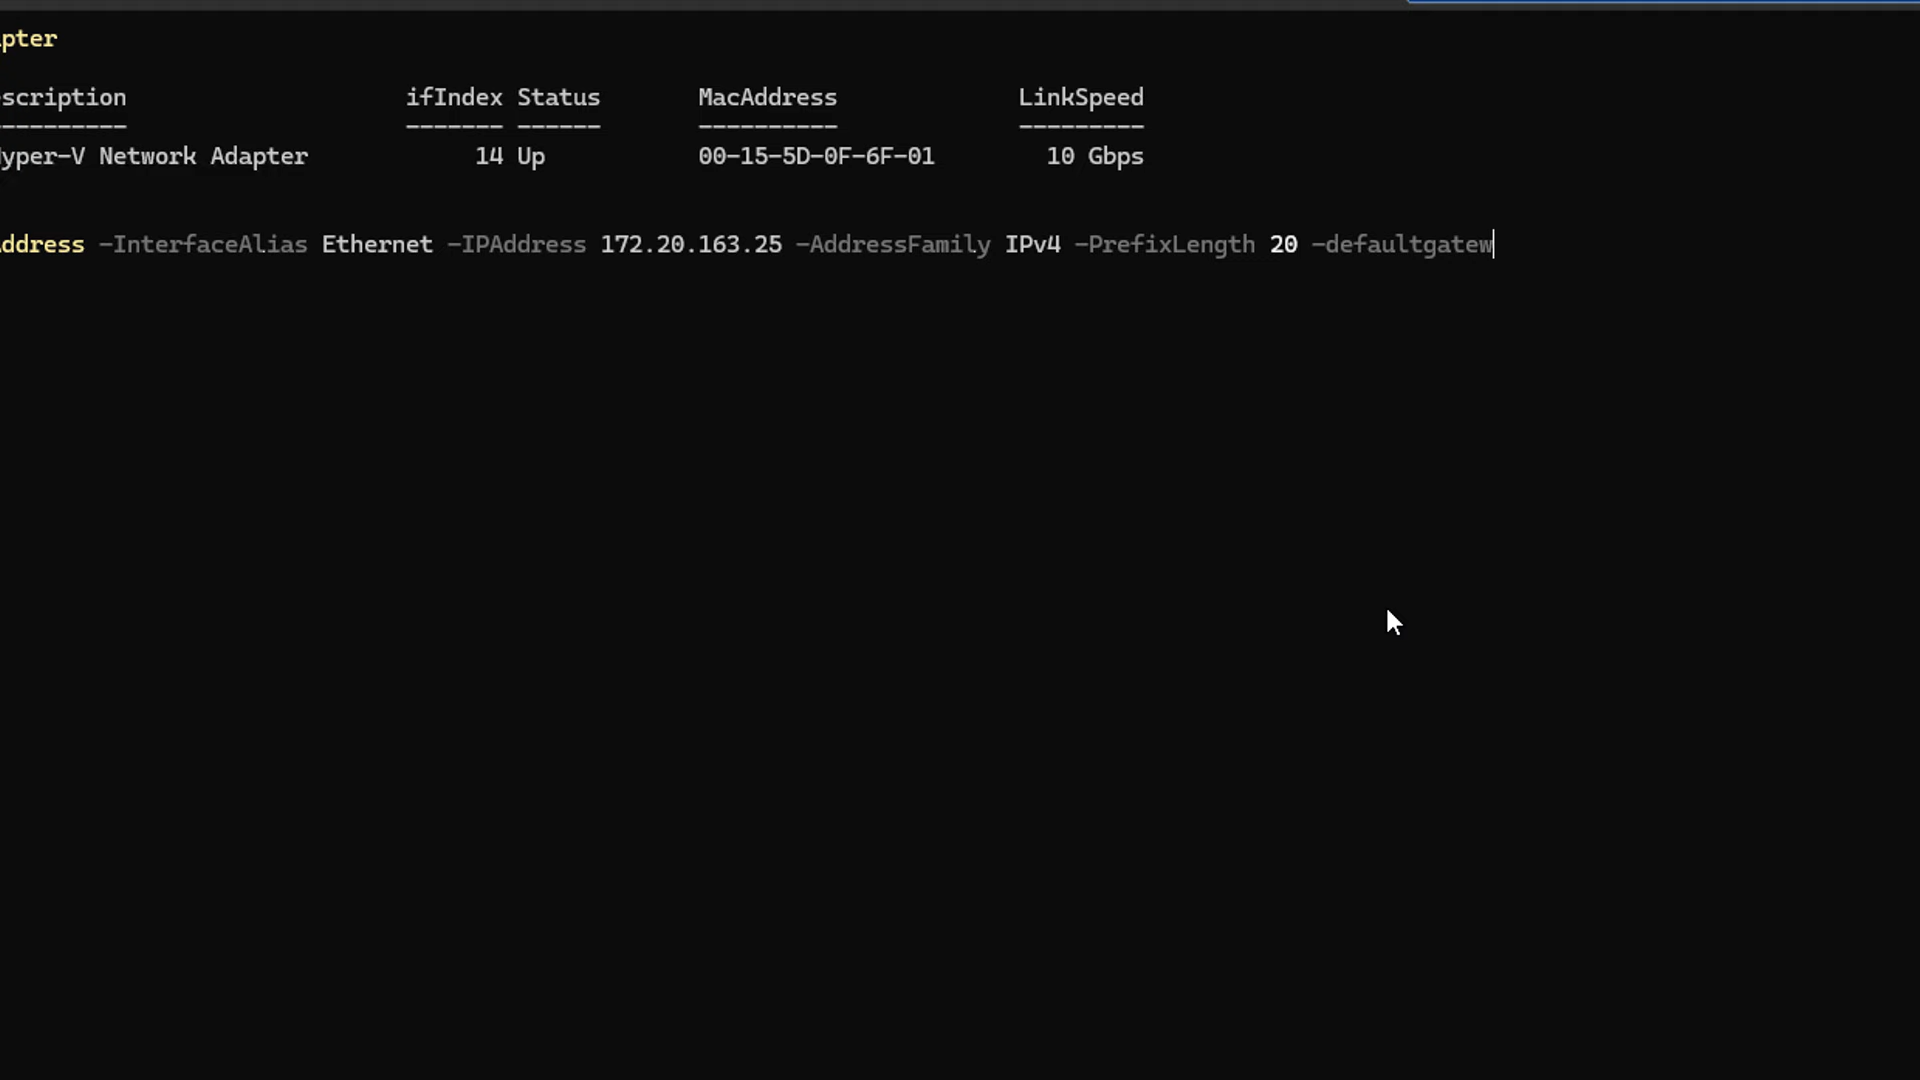 pter
scription ifIndex Status MacAddress LinkSpeed
---------- ------- ------ ---------- ---------
yper-V Network Adapter 14 Up 00-15-5D-0F-6F-01 10 Gbps
ddress -InterfaceAlias Ethernet -IPAddress 172.20.163.25 -AddressFamily IPv4 -PrefixLength 20 -defaultgatew